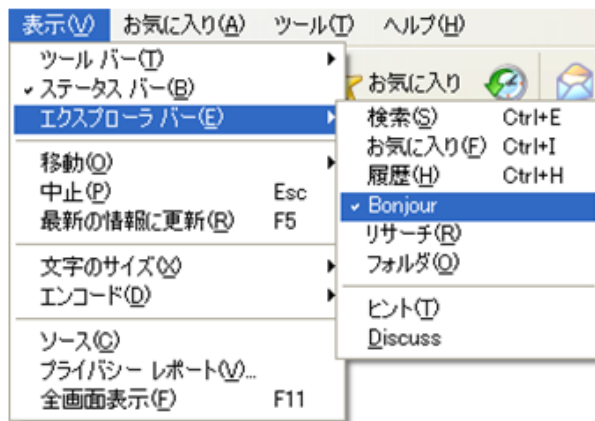 表示(V) お気に入り(A) ツール(T) ヘルプ(H)
ツール バー(T)
ステータス バー(B)
エクスプローラ バー(E)
移動(O)
中止(P) Esc
最新の情報に更新(R) F5
文字のサイズ(X)
エンコード(D)
ソース(C)
プライバシー レポート(V)...
全画面表示(F) F11
お気に入り
検索(S) Ctrl+E
お気に入り(F) Ctrl+I
履歴(H) Ctrl+H
Bonjour
リサーチ(R)
フォルダ(O)
ヒント(T)
Discuss